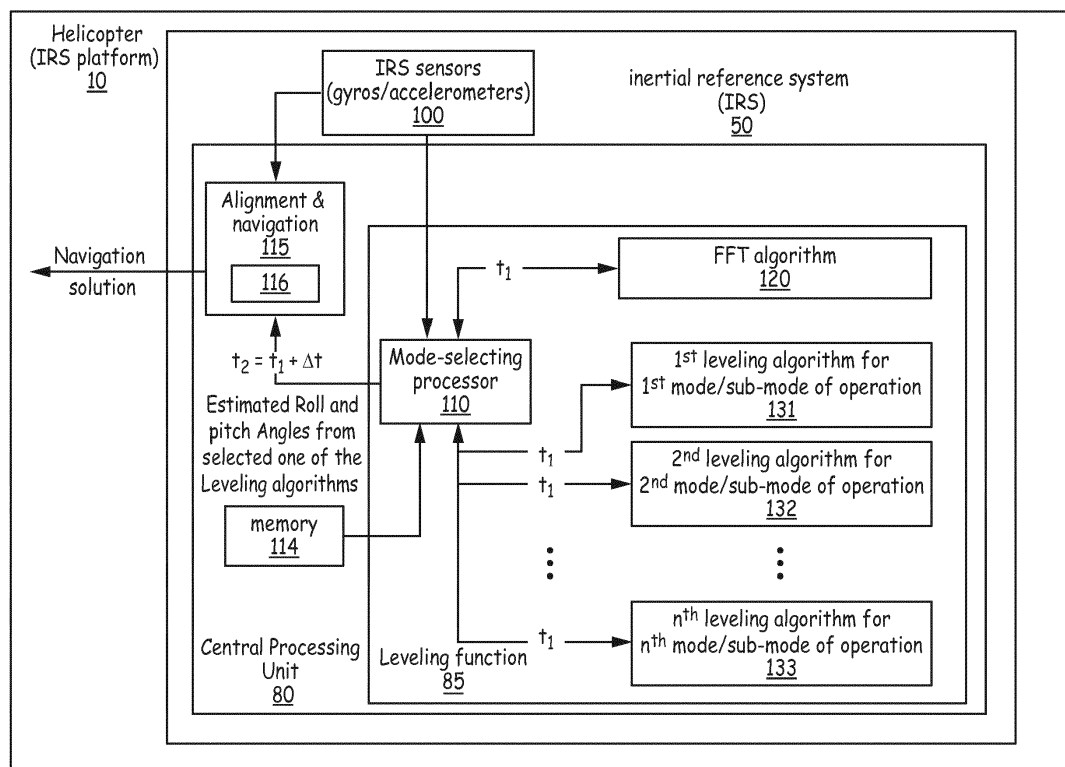 Helicopter
(IRS platform)
10
IRS sensors
(gyros/accelerometers)
100
inertial reference system
(IRS)
50
Alignment &
navigation
115
116
Navigation
solution
t2 = t1 + Δt
Estimated Roll and
pitch Angles from
selected one of the
Leveling algorithms
memory
114
Central Processing
Unit
80
Mode-selecting
processor
110
Leveling function
85
t1
FFT algorithm
120
1st leveling algorithm for
1st mode/sub-mode of operation
131
t1
2nd leveling algorithm for
2nd mode/sub-mode of operation
132
t1
nth leveling algorithm for
nth mode/sub-mode of operation
133
t1